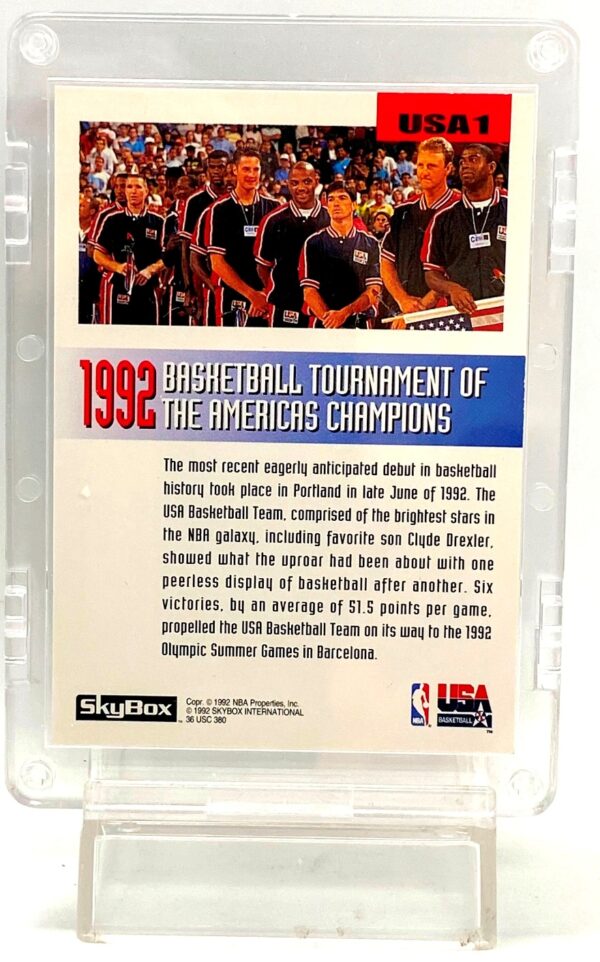 USA1
1992 BASKETBALL TOURNAMENT OF
THE AMERICAS CHAMPIONS
The most recent eagerly anticipated debut in basketball
history took place in Portland in late June of 1992. The
USA Basketball Team, comprised of the brightest stars in
the NBA galaxy, including favorite son Clyde Drexler,
showed what the uproar had been about with one
peerless display of basketball after another. Six
victories, by an average of 51.5 points per game,
propelled the USA Basketball Team on its way to the 1992
Olympic Summer Games in Barcelona.
SkyBox™
Copr. © 1992 NBA Properties, Inc.
© 1992 SKYBOX INTERNATIONAL
36 USC 380
NBA ®
USA
BASKETBALL
™